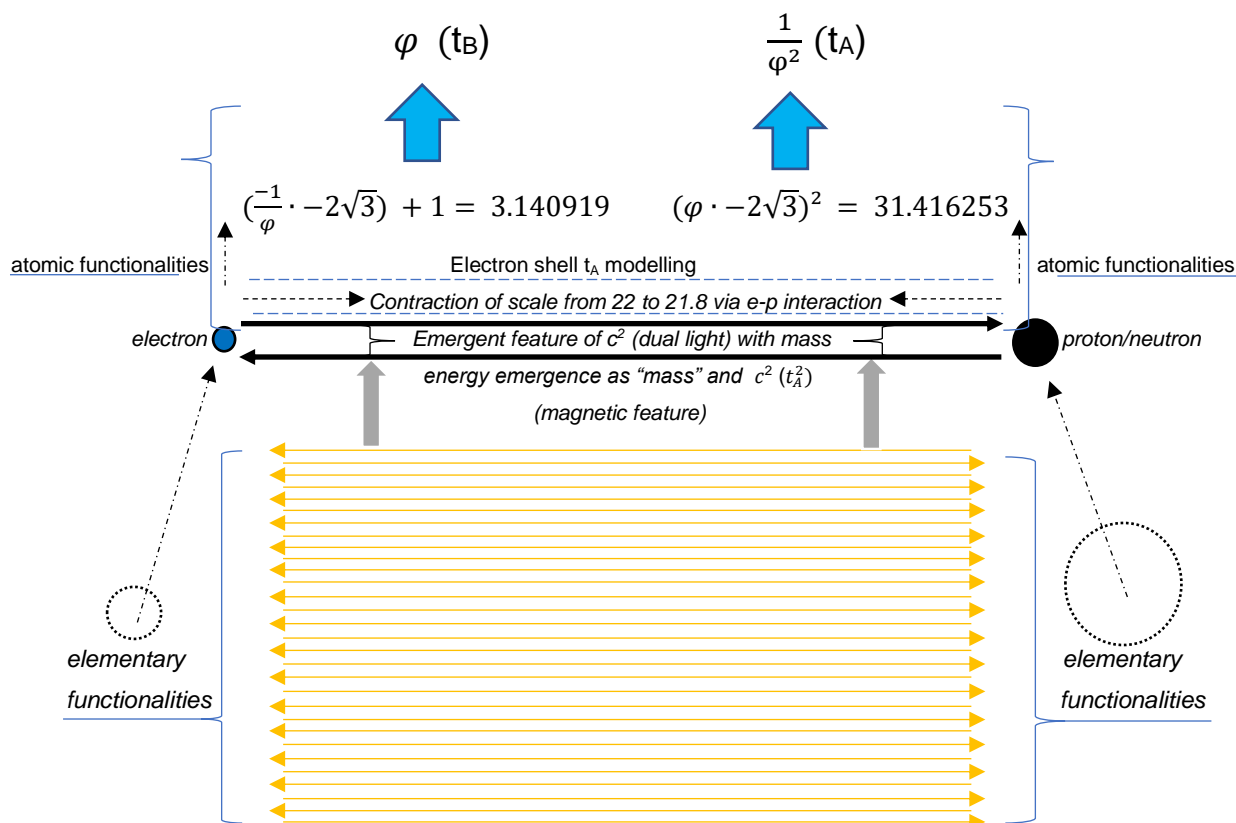 φ (tB)
1/φ² (tA)
(-1/φ · -2√3) + 1 = 3.140919
(φ · -2√3)² = 31.416253
atomic functionalities
Electron shell tA modelling
atomic functionalities
Contraction of scale from 22 to 21.8 via e-p interaction
electron
Emergent feature of c² (dual light) with mass
proton/neutron
energy emergence as “mass” and c² (tA²)
(magnetic feature)
elementary
functionalities
elementary
functionalities